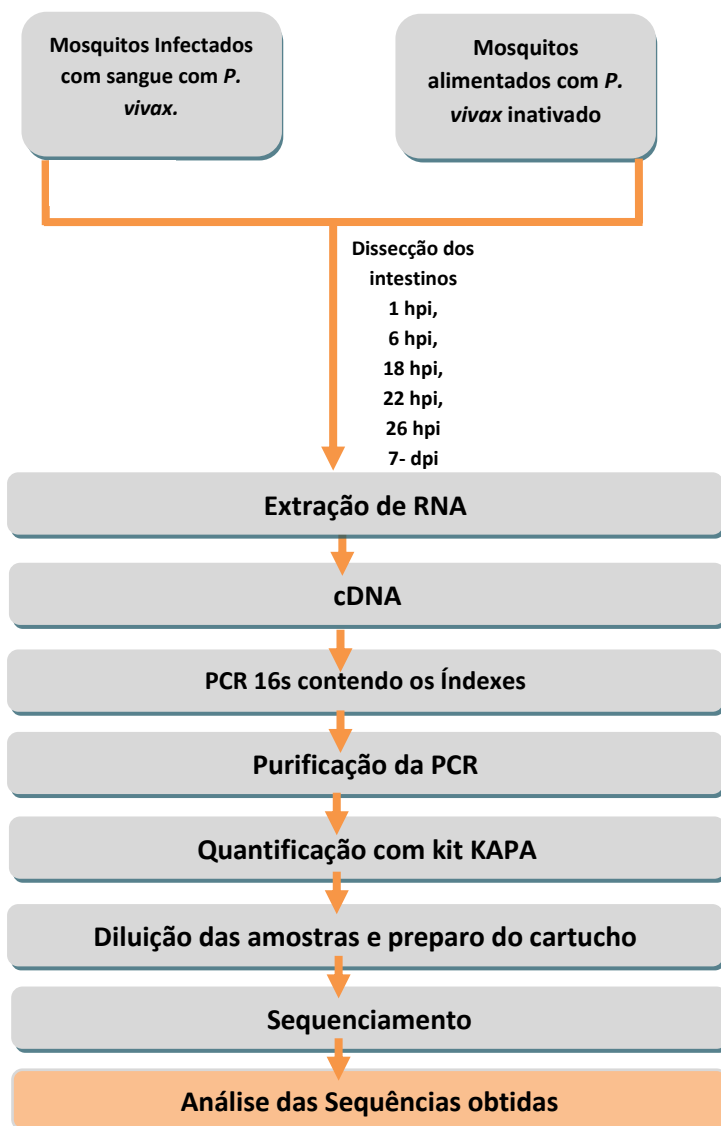 Mosquitos Infectados
com sangue com P.
vivax.
Mosquitos
alimentados com P.
vivax inativado
Dissecção dos
intestinos
1 hpi,
6 hpi,
18 hpi,
22 hpi,
26 hpi
7- dpi
Extração de RNA
cDNA
PCR 16s contendo os Índexes
Purificação da PCR
Quantificação com kit KAPA
Diluição das amostras e preparo do cartucho
Sequenciamento
Análise das Sequências obtidas